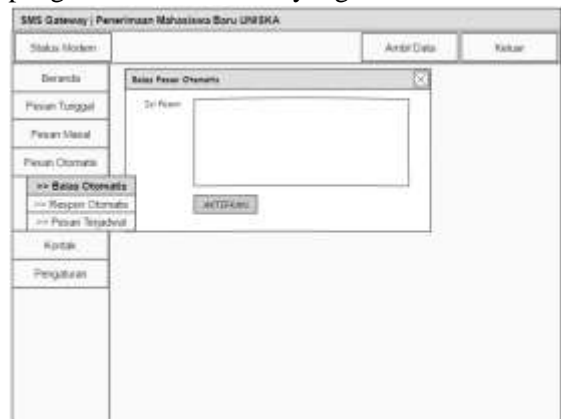 SMS Gateway | Penerimaan Mahasiswa Baru UNISKA
Status Modem
Ambil Data
Keluar
Beranda
Balas Pesan Otomatis
Isi Pesan
Pesan Tunggal
Pesan Masal
Pesan Otomatis
>> Balas Otomatis
>> Respon Otomatis
>> Pesan Terjadwal
AKTIFKAN
Kontak
Pengaturan